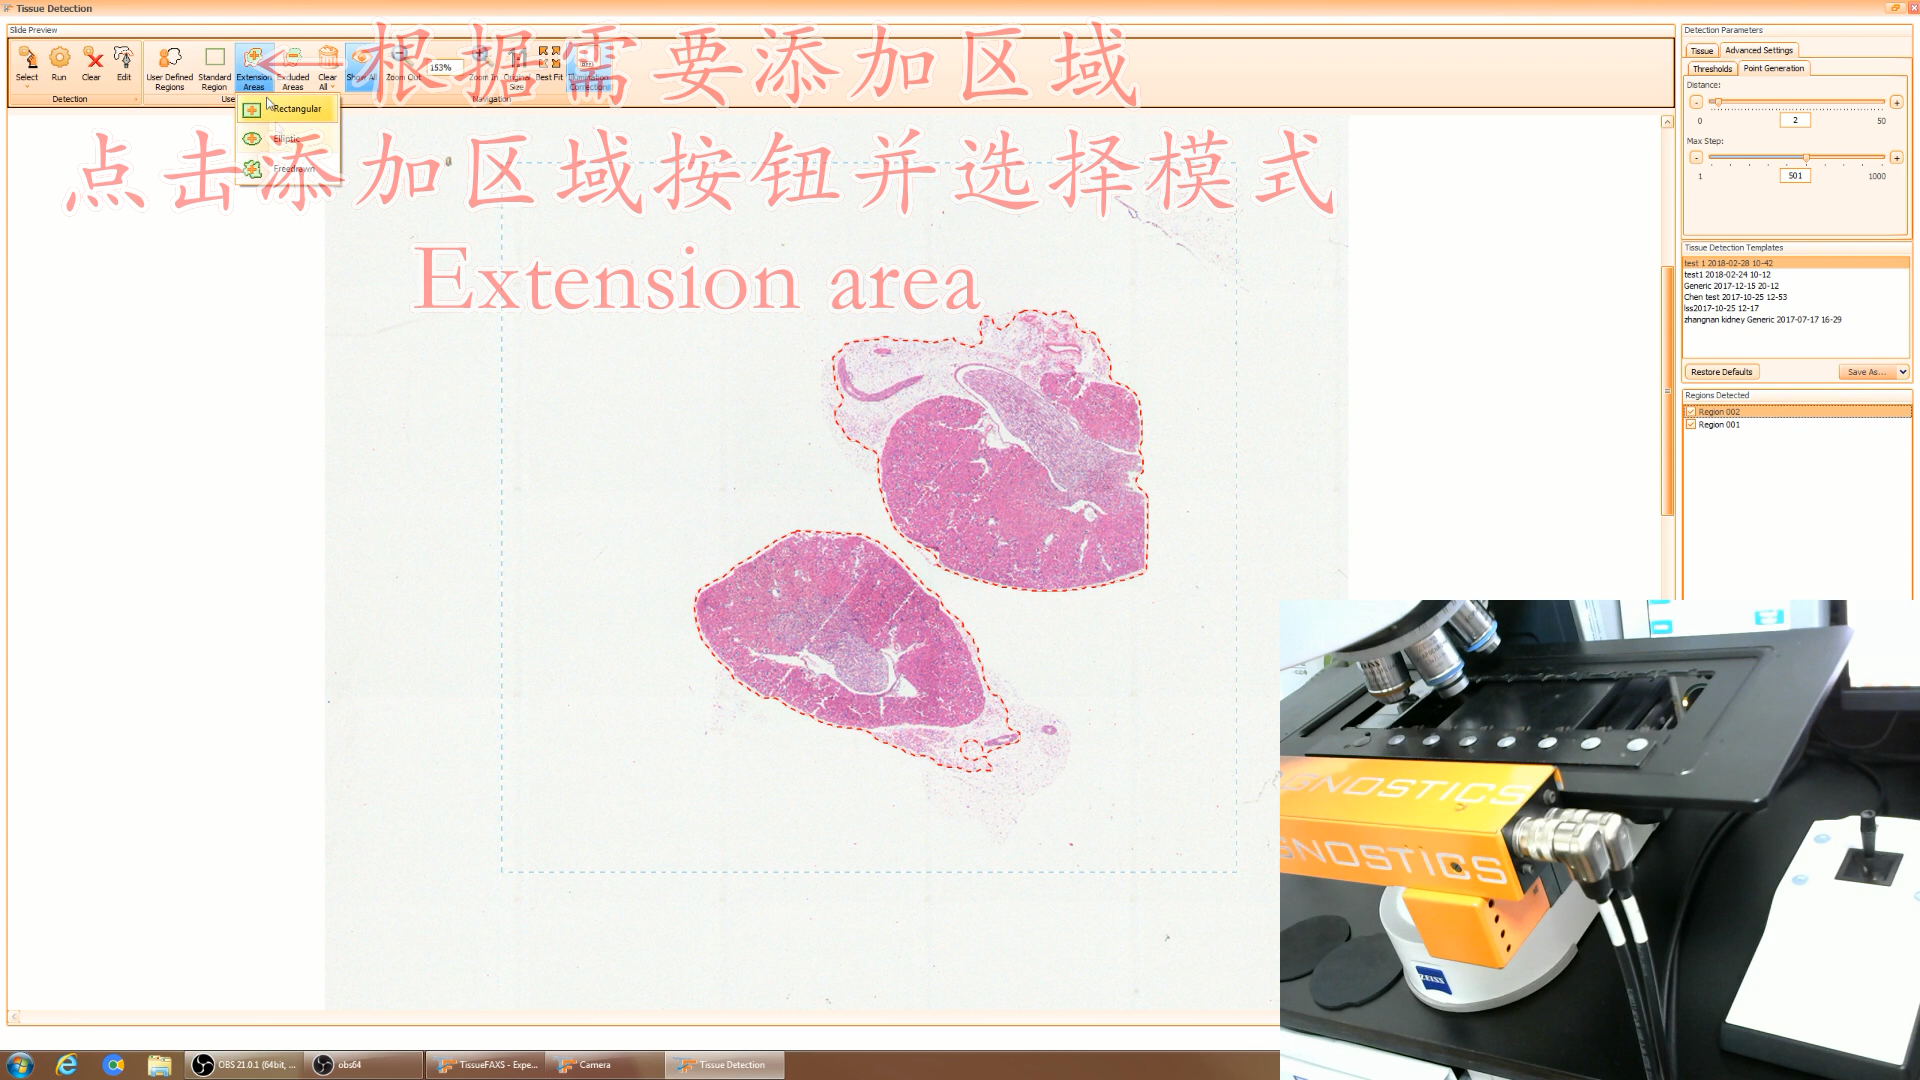 Tissue Detection
Slide Preview
Select
Run
Clear
Edit
User Defined Regions
Standard Region
Extension Areas
Excluded Areas
Clear All
Show All
Zoom Out
153%
Zoom In
Original Size
Best Fit
Illumination Correction
Detection
Navigation
Rectangular
Elliptic
Freedrawn
根据需要添加区域
点击添加区域按钮并选择模式
Extension area
Detection Parameters
Tissue
Advanced Settings
Thresholds
Point Generation
Distance:
0
2
50
Max Step:
1
501
1000
Tissue Detection Templates
test 1 2018-02-28 10-42
test1 2018-02-24 10-12
Generic 2017-12-15 20-12
Chen test 2017-10-25 12-53
lss2017-10-25 12-17
zhangnan kidney Generic 2017-07-17 16-29
Restore Defaults
Save As...
Regions Detected
Region 002
Region 001
ZEISS
GNOSTICS
GNOSTICS
ZEISS
OBS 21.0.1 (64bit, ...
obs64
TissueFAXS - Expe...
Camera
Tissue Detection